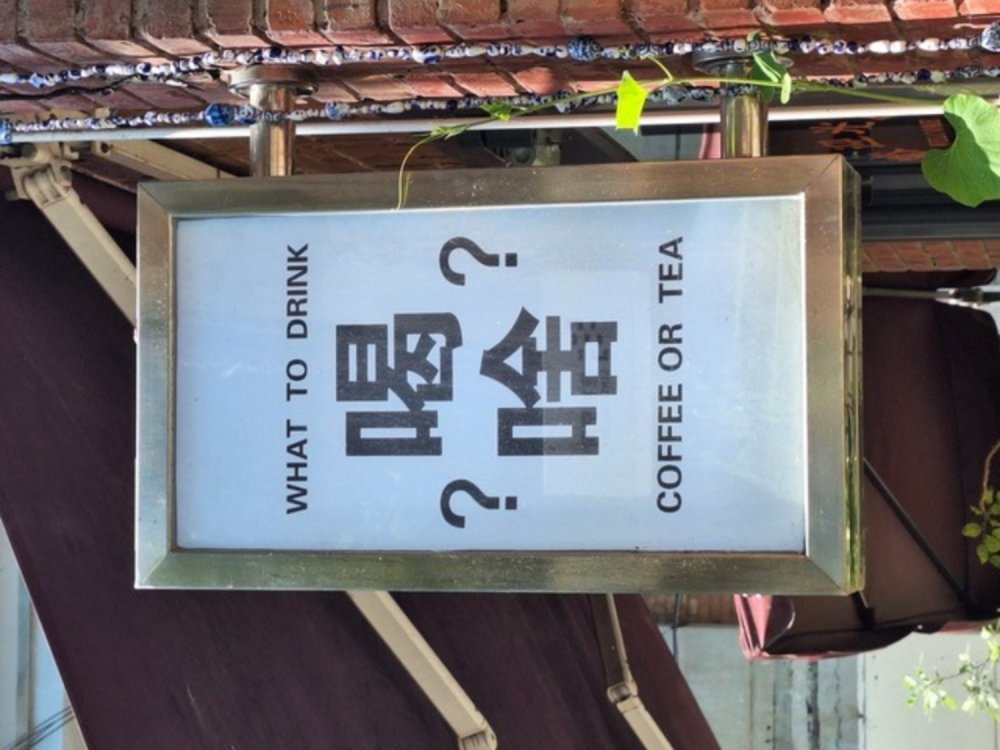 WHAT TO DRINK
喝
? ?
啥
COFFEE OR TEA